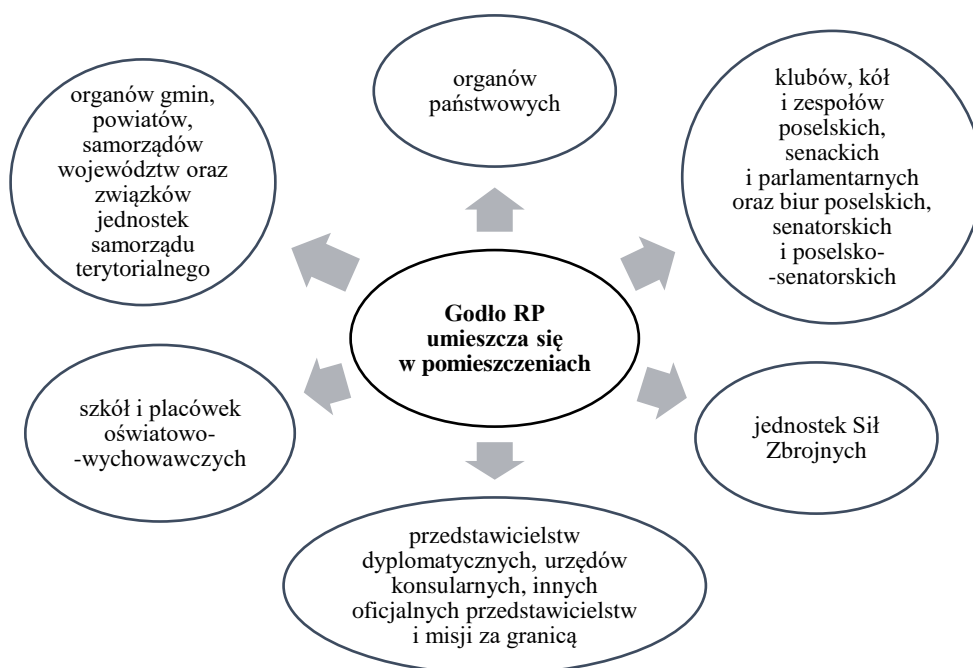 organów
państwowych
klubów, kół
i zespołów
poselskich,
senackich
i parlamentarnych
oraz biur poselskich,
senatorskich
i poselsko-
-senatorskich
organów gmin,
powiatów,
samorządów
województw oraz
związków
jednostek
samorządu
terytorialnego
Godło RP
umieszcza się
w pomieszczeniach
szkół i placówek
oświatowo-
-wychowawczych
jednostek Sił
Zbrojnych
przedstawicielstw
dyplomatycznych, urzędów
konsularnych, innych
oficjalnych przedstawicielstw
i misji za granicą